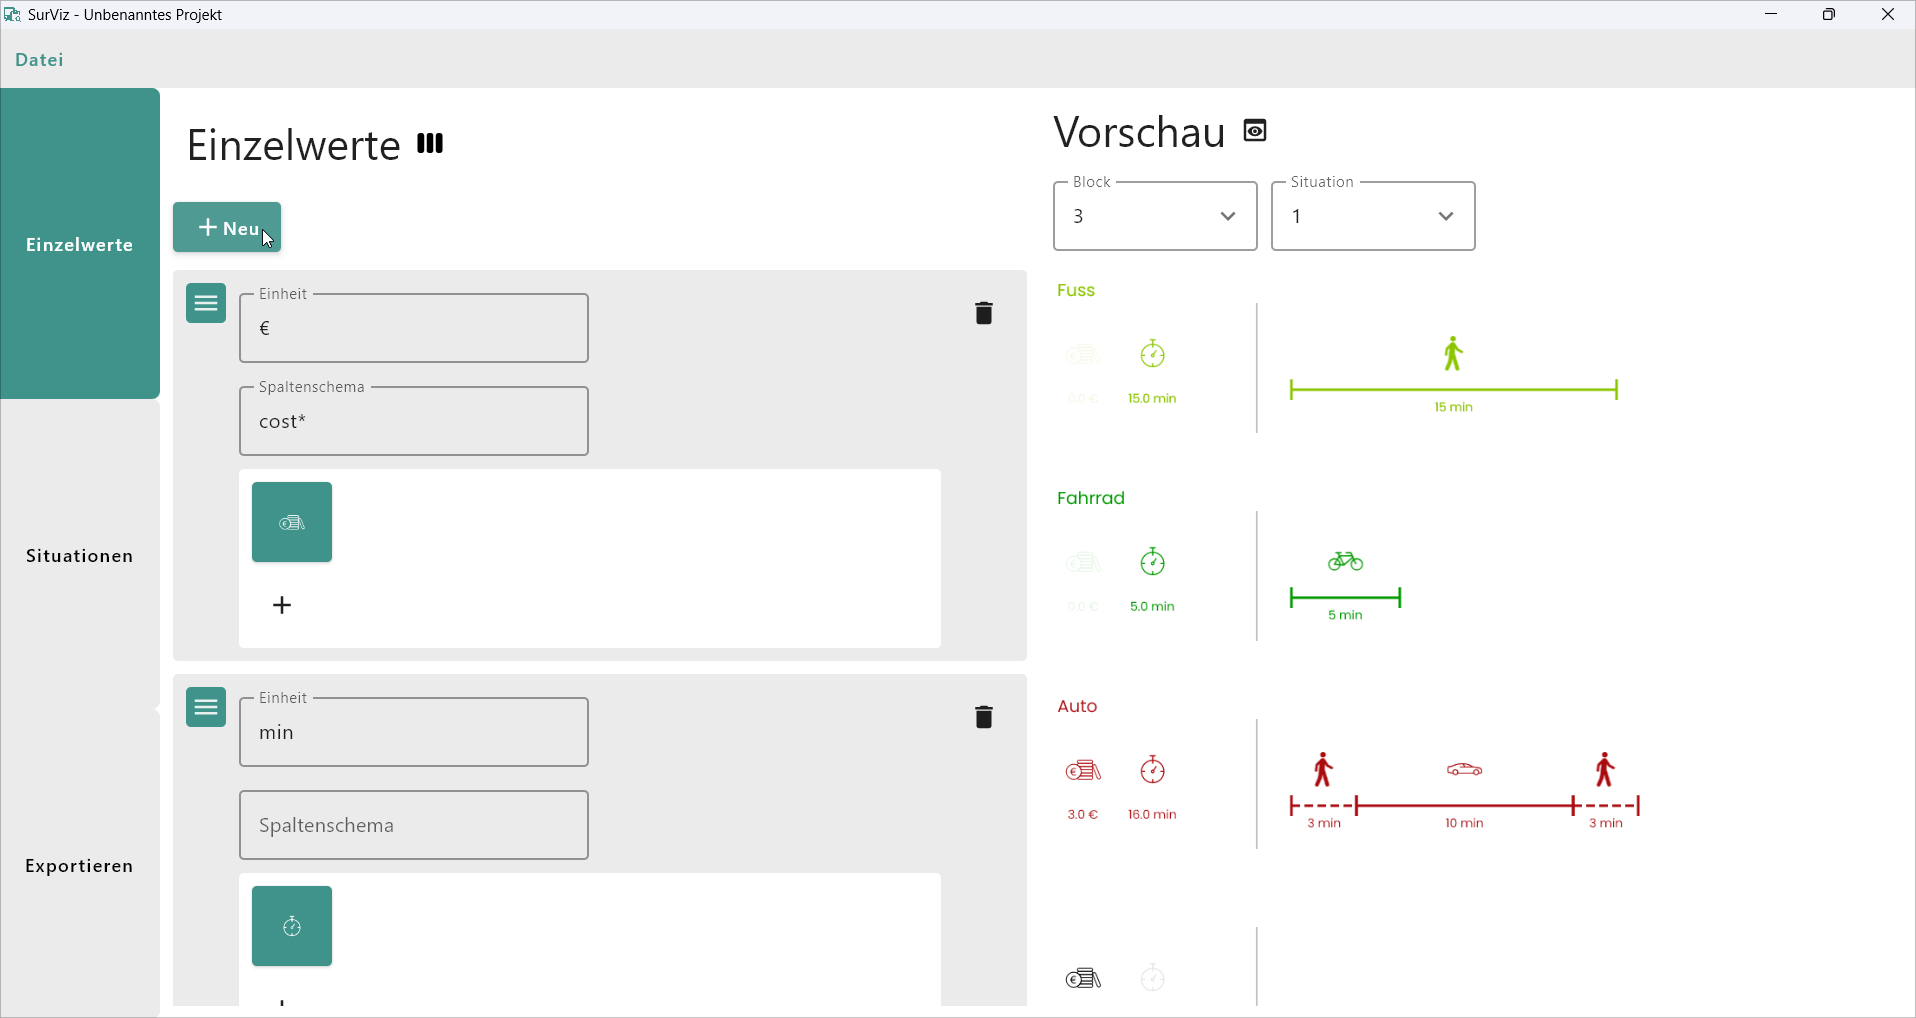 SurViz - Unbenanntes Projekt
Datei
Einzelwerte
Situationen
Exportieren
Einzelwerte
Neu
Einheit
€
Spaltenschema
cost*
€
Einheit
min
Spaltenschema
Vorschau
Block
3
Situation
1
Fuss
€
0.0 €
15.0 min
15 min
Fahrrad
€
0.0 €
5.0 min
5 min
Auto
€
3.0 €
16.0 min
3 min
10 min
3 min
€